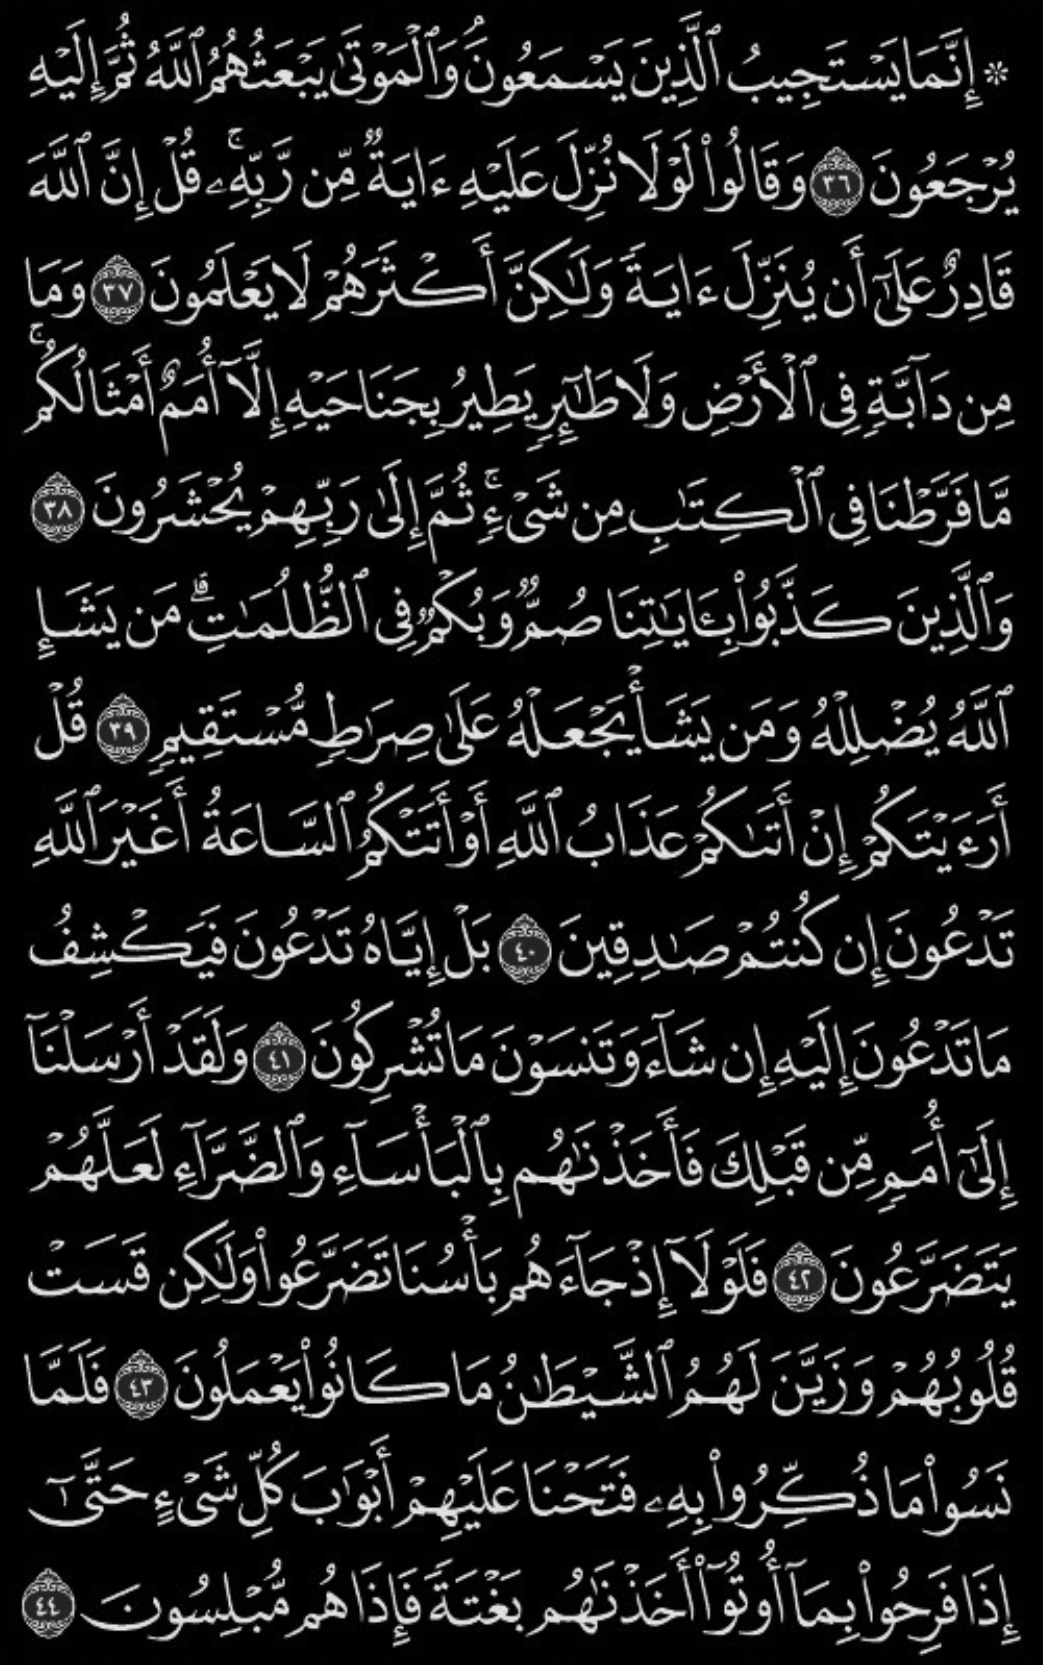 ۞ إِنَّمَا يَسْتَجِيبُ ٱلَّذِينَ يَسْمَعُونَۘ وَٱلْمَوْتَىٰ يَبْعَثُهُمُ ٱللَّهُ ثُمَّ إِلَيْهِ
يُرْجَعُونَ ٣٦ وَقَالُوا۟ لَوْلَا نُزِّلَ عَلَيْهِ ءَايَةٌ مِّن رَّبِّهِۦۚ قُلْ إِنَّ ٱللَّهَ
قَادِرٌ عَلَىٰٓ أَن يُنَزِّلَ ءَايَةً وَلَـٰكِنَّ أَكْثَرَهُمْ لَا يَعْلَمُونَ ٣٧ وَمَا
مِن دَآبَّةٍ فِى ٱلْأَرْضِ وَلَا طَـٰٓئِرٍ يَطِيرُ بِجَنَاحَيْهِ إِلَّآ أُمَمٌ أَمْثَالُكُمۚ
مَّا فَرَّطْنَا فِى ٱلْكِتَـٰبِ مِن شَىْءٍۚ ثُمَّ إِلَىٰ رَبِّهِمْ يُحْشَرُونَ ٣٨
وَٱلَّذِينَ كَذَّبُوا۟ بِـَٔايَـٰتِنَا صُمٌّ وَبُكْمٌ فِى ٱلظُّلُمَـٰتِۗ مَن يَشَإِ
ٱللَّهُ يُضْلِلْهُ وَمَن يَشَأْ يَجْعَلْهُ عَلَىٰ صِرَٰطٍ مُّسْتَقِيمٍ ٣٩ قُلْ
أَرَءَيْتَكُمْ إِنْ أَتَىٰكُمْ عَذَابُ ٱللَّهِ أَوْ أَتَتْكُمُ ٱلسَّاعَةُ أَغَيْرَ ٱللَّهِ
تَدْعُونَ إِن كُنتُمْ صَـٰدِقِينَ ٤٠ بَلْ إِيَّاهُ تَدْعُونَ فَيَكْشِفُ
مَا تَدْعُونَ إِلَيْهِ إِن شَآءَ وَتَنسَوْنَ مَا تُشْرِكُونَ ٤١ وَلَقَدْ أَرْسَلْنَآ
إِلَىٰٓ أُمَمٍ مِّن قَبْلِكَ فَأَخَذْنَـٰهُم بِٱلْبَأْسَآءِ وَٱلضَّرَّآءِ لَعَلَّهُمْ
يَتَضَرَّعُونَ ٤٢ فَلَوْلَآ إِذْ جَآءَهُم بَأْسُنَا تَضَرَّعُوا۟ وَلَـٰكِن قَسَتْ
قُلُوبُهُمْ وَزَيَّنَ لَهُمُ ٱلشَّيْطَـٰنُ مَا كَانُوا۟ يَعْمَلُونَ ٤٣ فَلَمَّا
نَسُوا۟ مَا ذُكِّرُوا۟ بِهِۦ فَتَحْنَا عَلَيْهِمْ أَبْوَٰبَ كُلِّ شَىْءٍ حَتَّىٰٓ
إِذَا فَرِحُوا۟ بِمَآ أُوتُوٓا۟ أَخَذْنَـٰهُم بَغْتَةً فَإِذَا هُم مُّبْلِسُونَ ٤٤